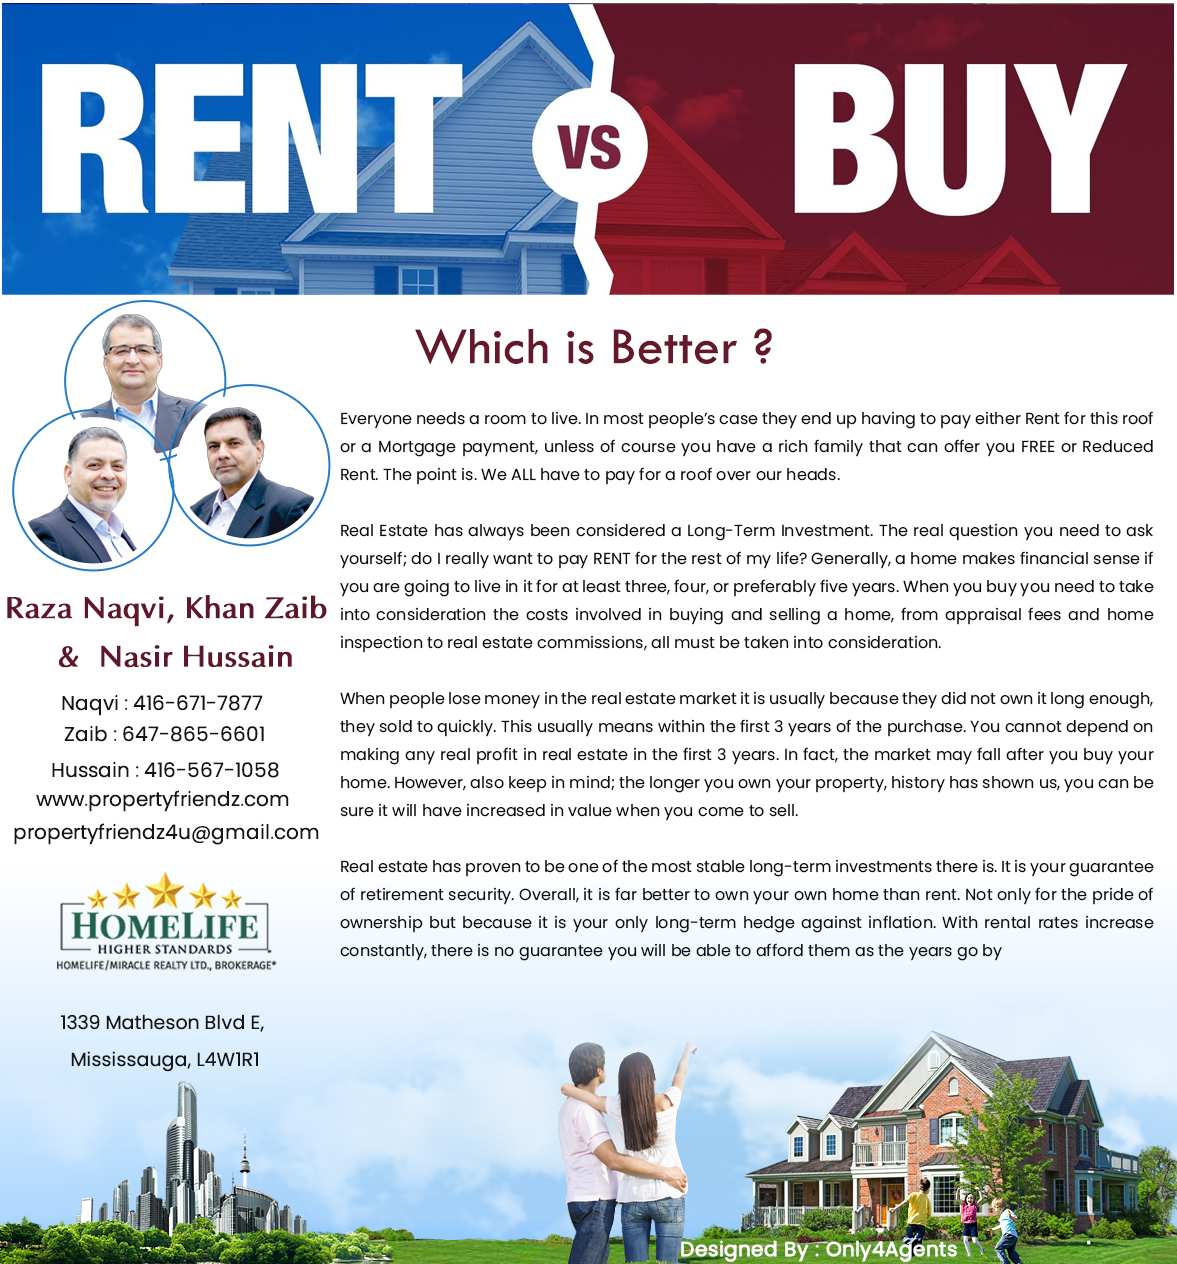 RENT VS BUY
Which is Better ?
Everyone needs a room to live. In most people's case they end up having to pay either Rent for this roof
or a Mortgage payment, unless of course you have a rich family that can offer you FREE or Reduced
Rent. The point is. We ALL have to pay for a roof over our heads.
Real Estate has always been considered a Long-Term Investment. The real question you need to ask
yourself; do I really want to pay RENT for the rest of my life? Generally, a home makes financial sense if
you are going to live in it for at least three, four, or preferably five years. When you buy you need to take
into consideration the costs involved in buying and selling a home, from appraisal fees and home
inspection to real estate commissions, all must be taken into consideration.
When people lose money in the real estate market it is usually because they did not own it long enough,
they sold to quickly. This usually means within the first 3 years of the purchase. You cannot depend on
making any real profit in real estate in the first 3 years. In fact, the market may fall after you buy your
home. However, also keep in mind; the longer you own your property, history has shown us, you can be
sure it will have increased in value when you come to sell.
Real estate has proven to be one of the most stable long-term investments there is. It is your guarantee
of retirement security. Overall, it is far better to own your own home than rent. Not only for the pride of
ownership but because it is your only long-term hedge against inflation. With rental rates increase
constantly, there is no guarantee you will be able to afford them as the years go by
Raza Naqvi, Khan Zaib
& Nasir Hussain
Naqvi : 416-671-7877
Zaib : 647-865-6601
Hussain : 416-567-1058
www.propertyfriendz.com
propertyfriendz4u@gmail.com
HOMELIFE
HIGHER STANDARDS
HOMELIFE/MIRACLE REALTY LTD., BROKERAGE*
1339 Matheson Blvd E,
Mississauga, L4W1R1
Designed By : Only4Agents